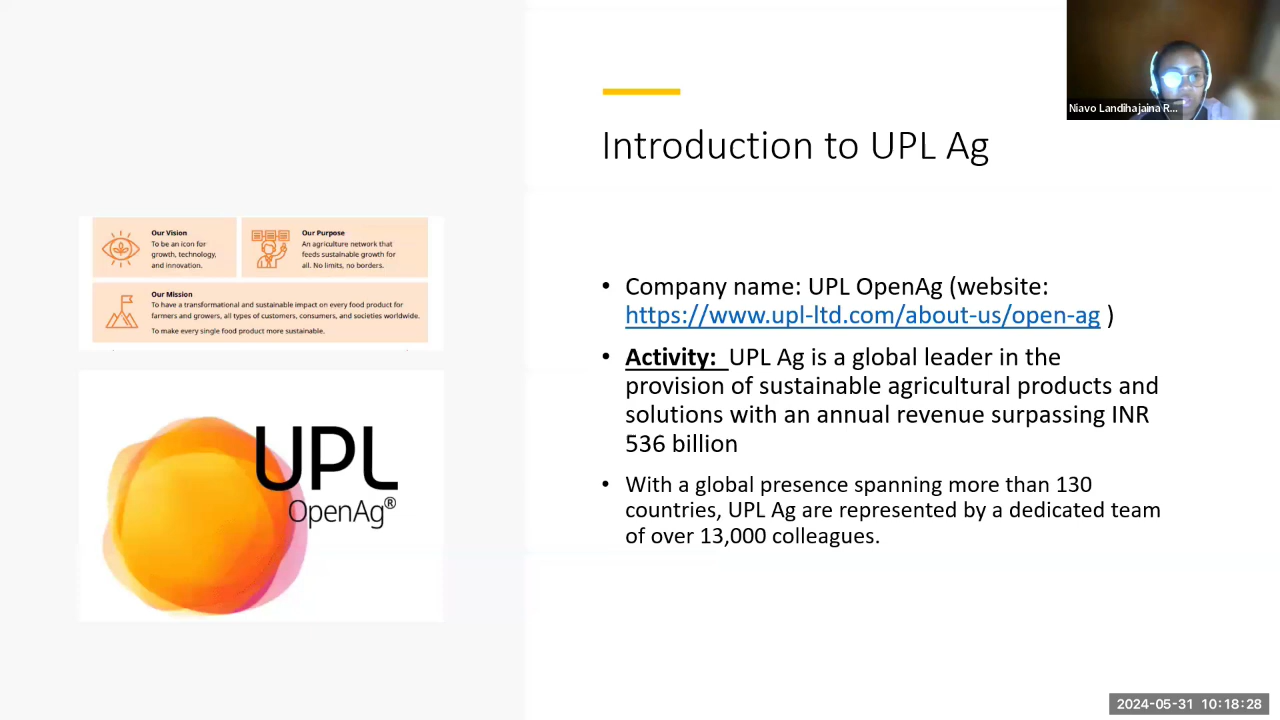 Niavo Landihajaina R...
Introduction to UPL Ag
Our Vision
To be an icon for
growth, technology,
and innovation.
Our Purpose
An agriculture network that
feeds sustainable growth for
all. No limits, no borders.
Our Mission
To have a transformational and sustainable impact on every food product for
farmers and growers, all types of customers, consumers, and societies worldwide.
To make every single food product more sustainable.
UPL
OpenAg®
• Company name: UPL OpenAg (website:
https://www.upl-ltd.com/about-us/open-ag )
• Activity: UPL Ag is a global leader in the
provision of sustainable agricultural products and
solutions with an annual revenue surpassing INR
536 billion
• With a global presence spanning more than 130
countries, UPL Ag are represented by a dedicated team
of over 13,000 colleagues.
2024-05-31 10:18:28